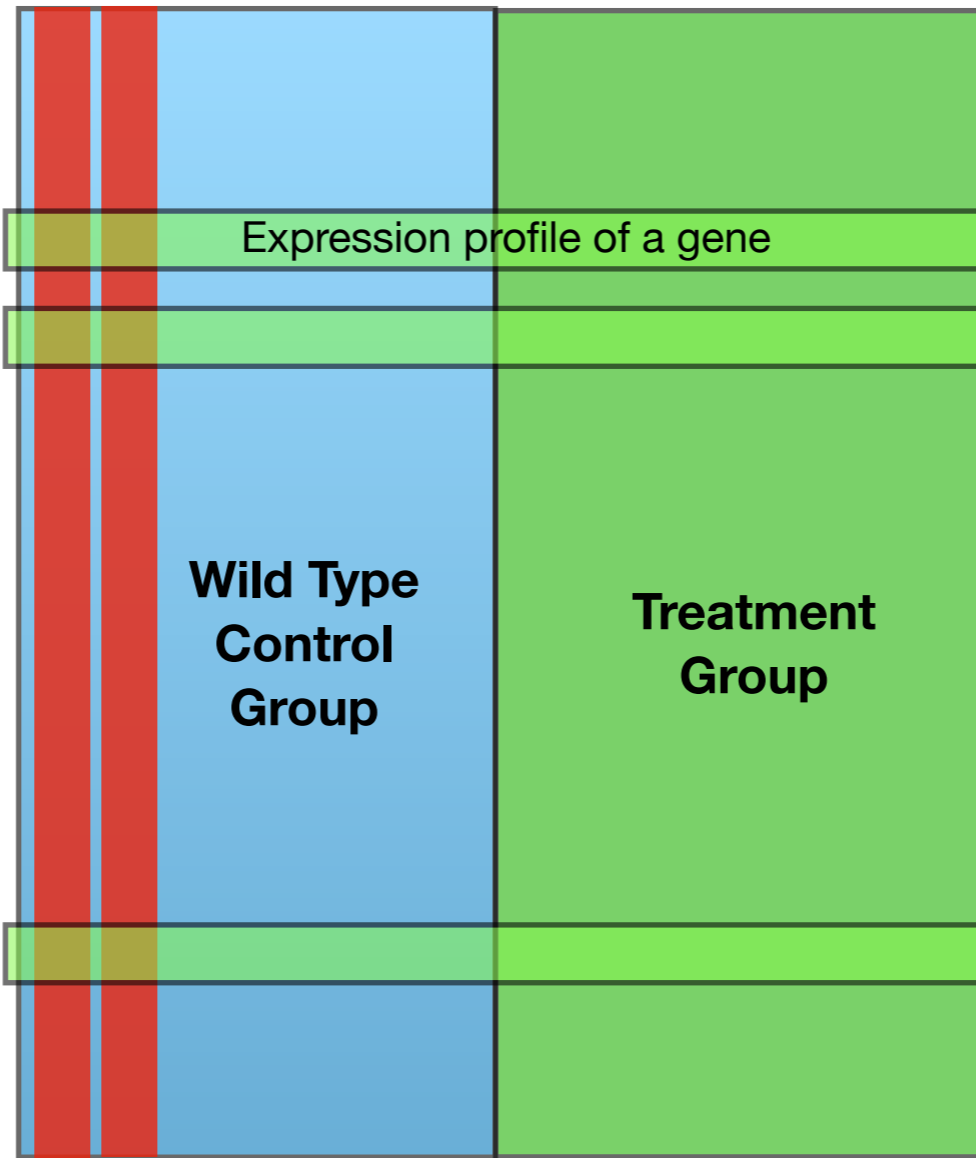 Expression profile of a gene
Wild Type
Control
Group
Treatment
Group